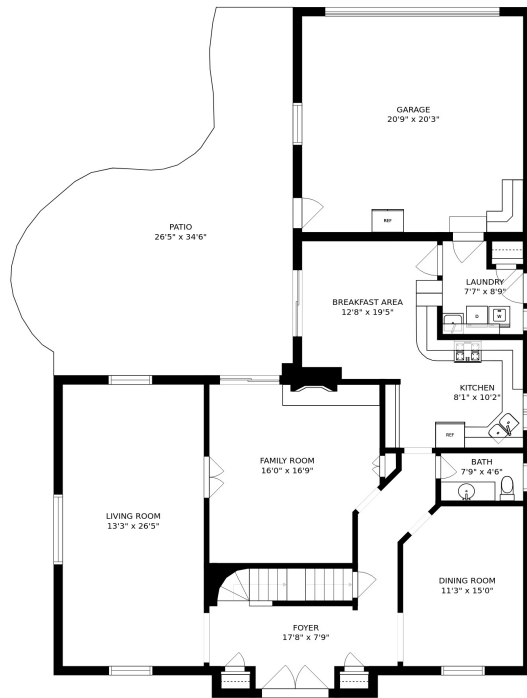 GARAGE
20'9" x 20'3"
REF
PATIO
26'5" x 34'6"
LAUNDRY
7'7" x 8'9"
BREAKFAST AREA
12'8" x 19'5"
D
W
KITCHEN
8'1" x 10'2"
REF
FAMILY ROOM
16'0" x 16'9"
BATH
7'9" x 4'6"
LIVING ROOM
13'3" x 26'5"
DINING ROOM
11'3" x 15'0"
FOYER
17'8" x 7'9"